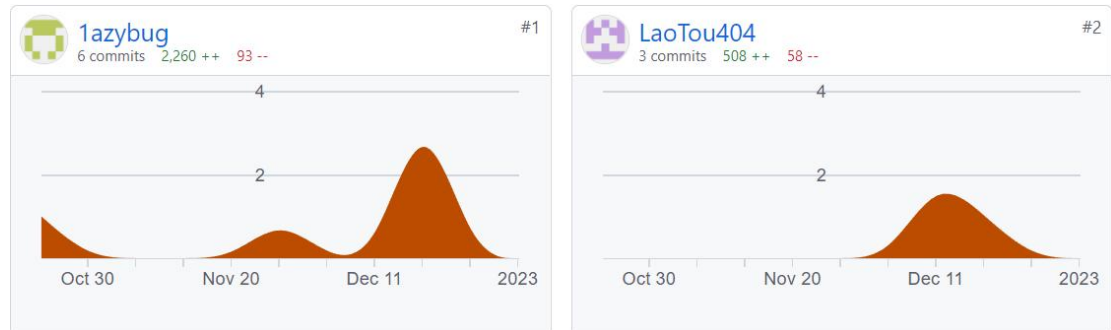 1azybug #1
6 commits 2,260 ++ 93 --
4
2
Oct 30 Nov 20 Dec 11 2023
LaoTou404 #2
3 commits 508 ++ 58 --
4
2
Oct 30 Nov 20 Dec 11 2023